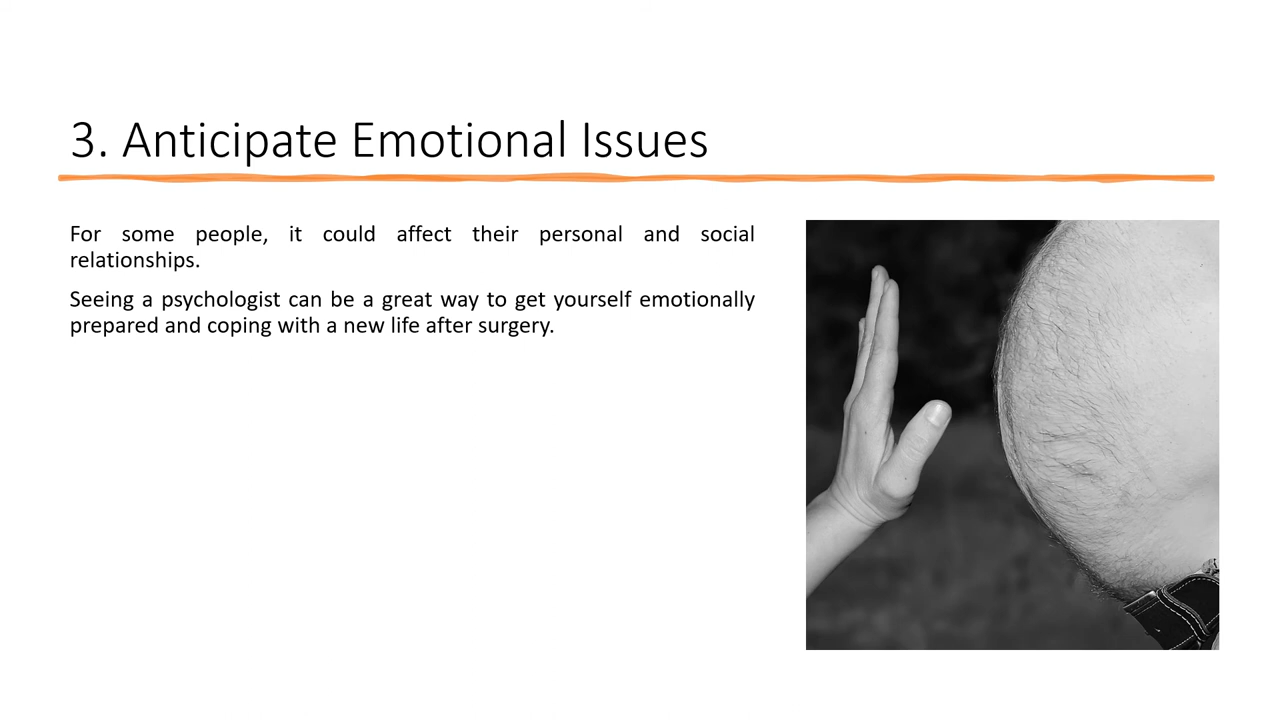 3. Anticipate Emotional Issues
For some people, it could affect their personal and social
relationships.
Seeing a psychologist can be a great way to get yourself emotionally
prepared and coping with a new life after surgery.